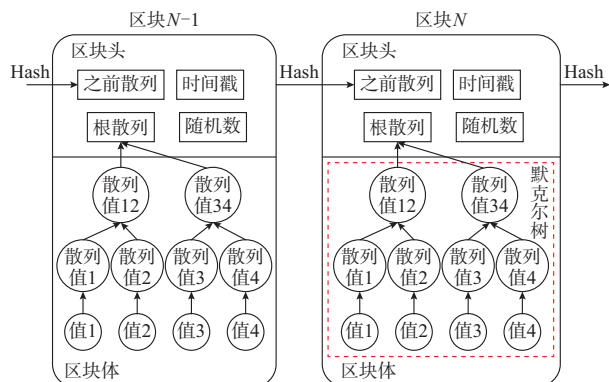 区块N-1
区块N
区块头
区块头
Hash
之前散列
时间戳
Hash
之前散列
时间戳
Hash
根散列
随机数
根散列
随机数
散列
值12
散列
值34
散列
值12
散列
值34
默克尔树
散列
值1
散列
值2
散列
值3
散列
值4
散列
值1
散列
值2
散列
值3
散列
值4
值1
值2
值3
值4
值1
值2
值3
值4
区块体
区块体